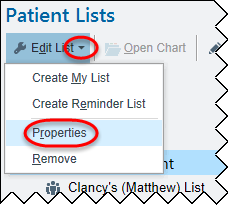 Patient Lists
Edit List Open Chart
Create My List
Create Reminder List
Properties
Remove
Clancy's (Matthew) List